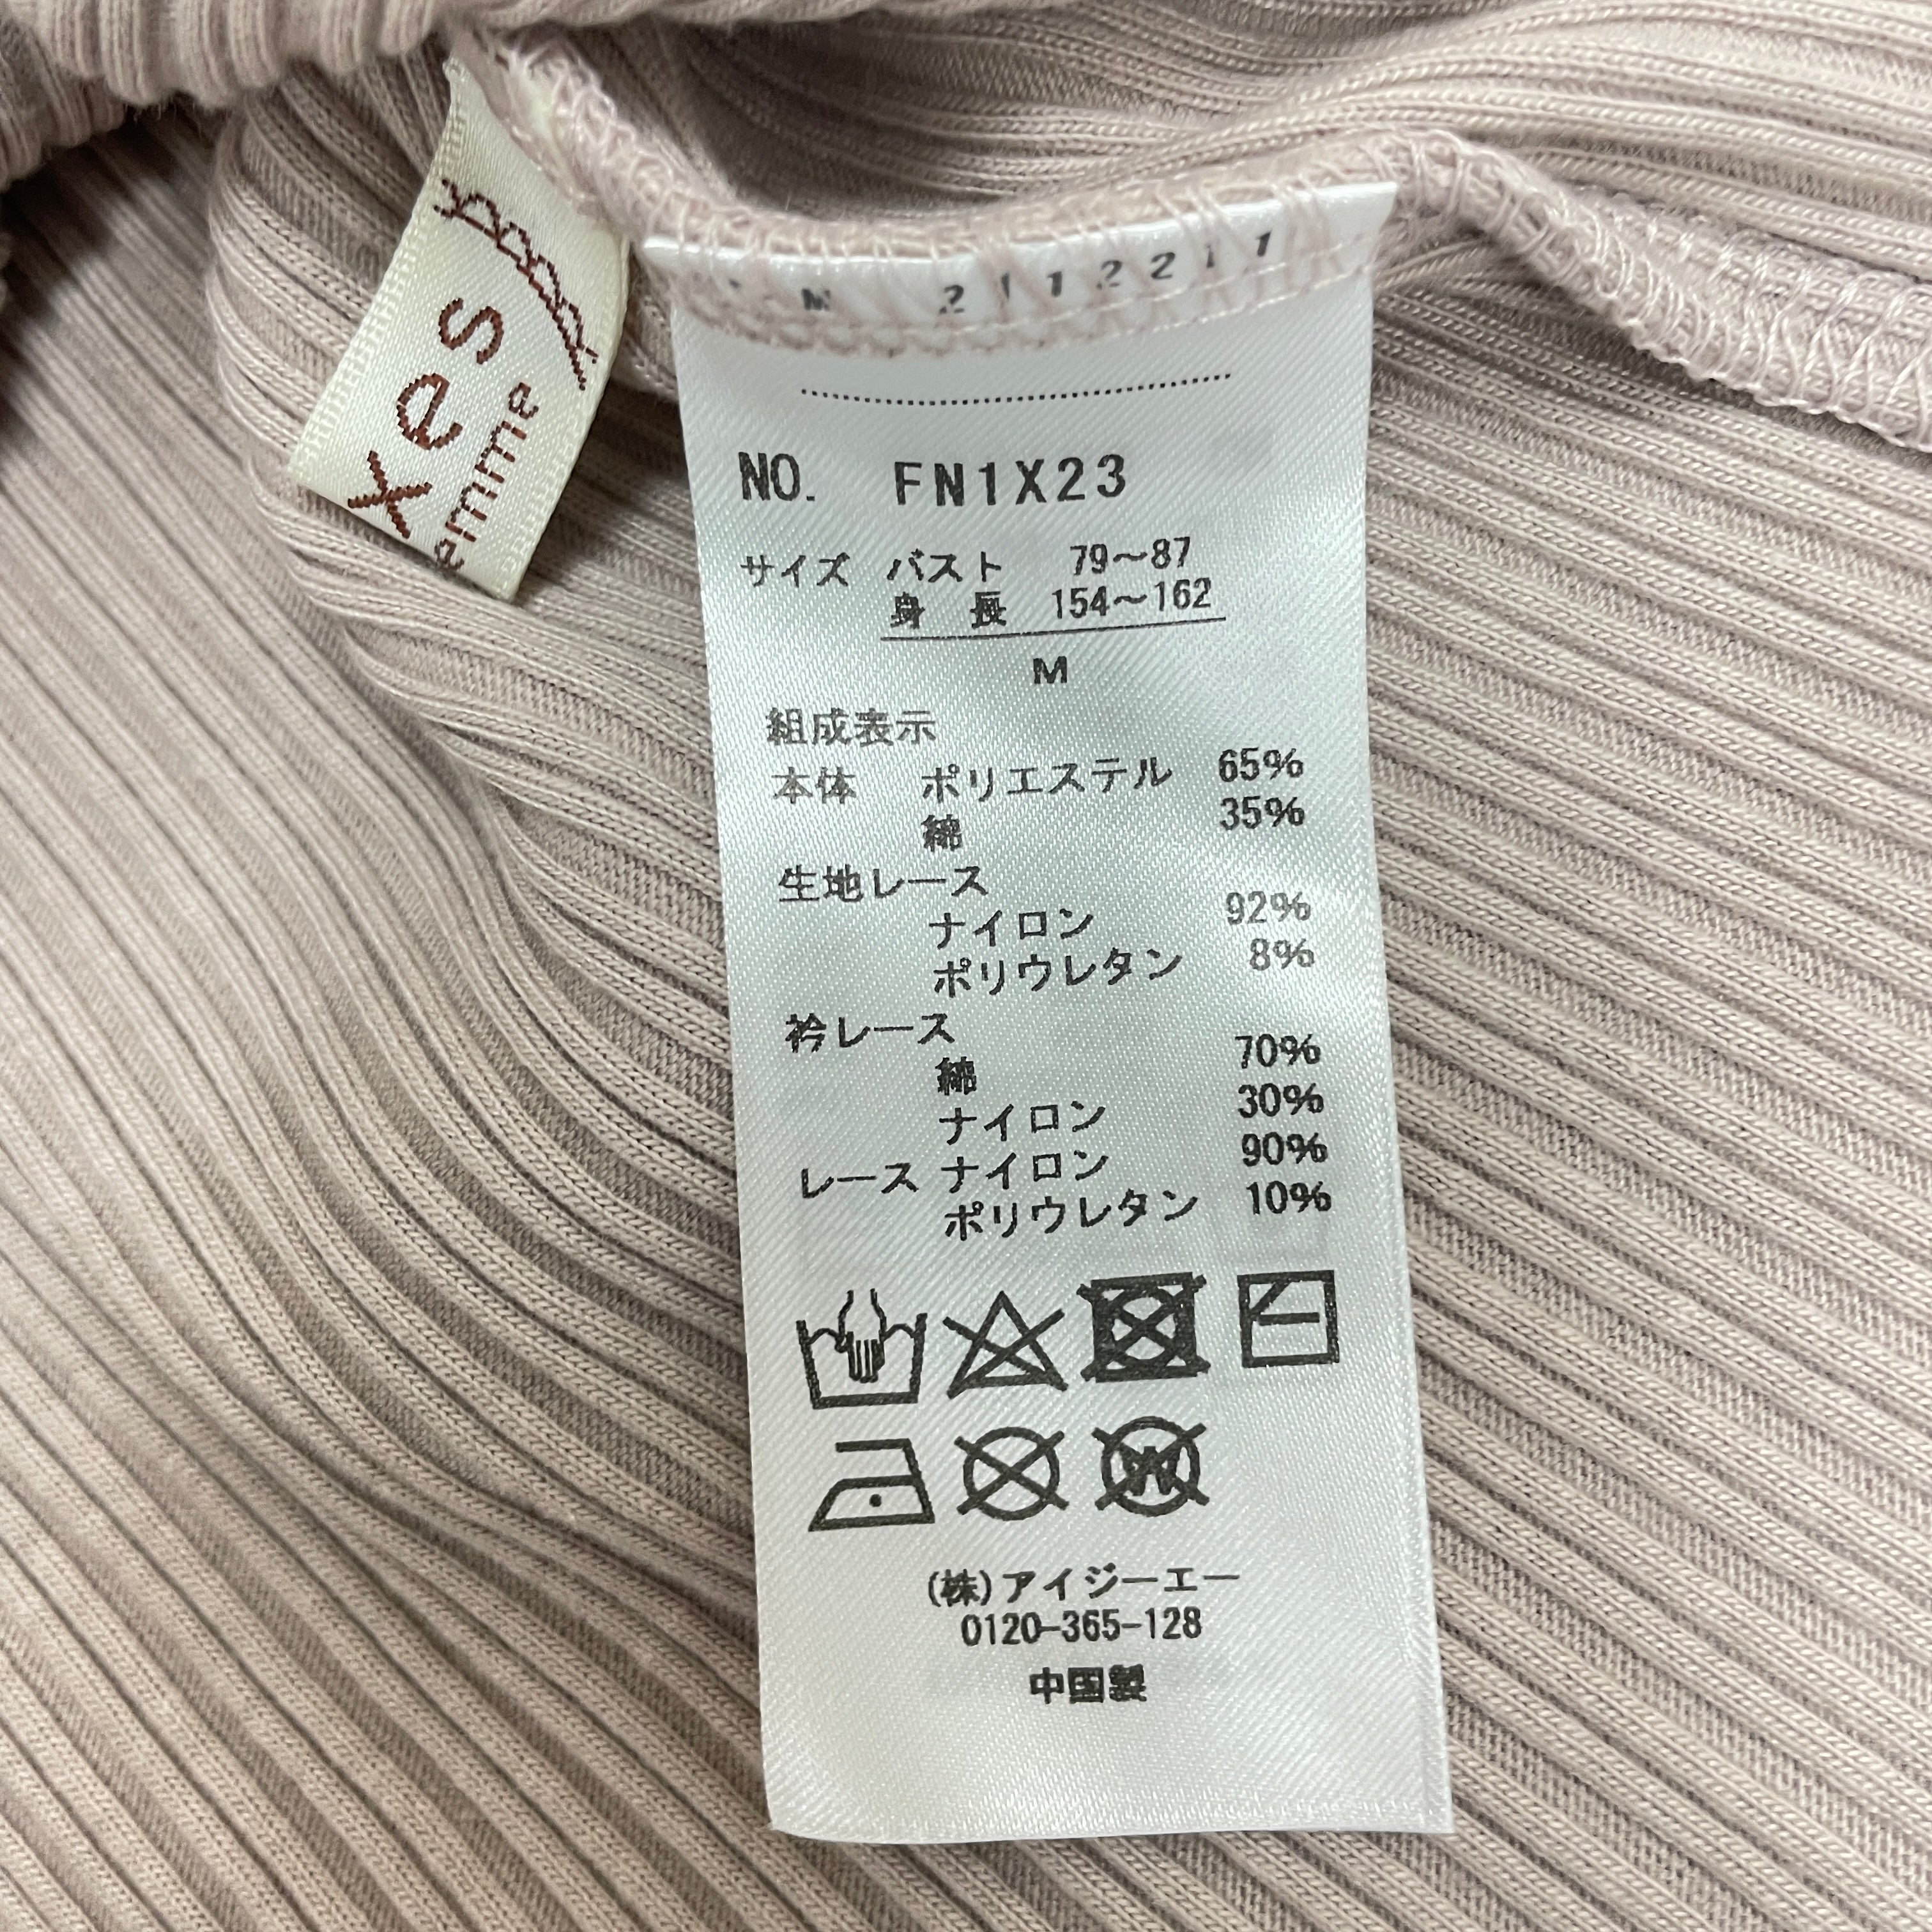 xes
emme
M 2112211
NO. FN1X23
サイズ バスト 79〜87
身長 154〜162
M
組成表示
本体 ポリエステル 65%
綿 35%
生地レース
ナイロン 92%
ポリウレタン 8%
衿レース
綿 70%
ナイロン 30%
レース ナイロン 90%
ポリウレタン 10%
W
(株)アイジーエー
0120-365-128
中国製